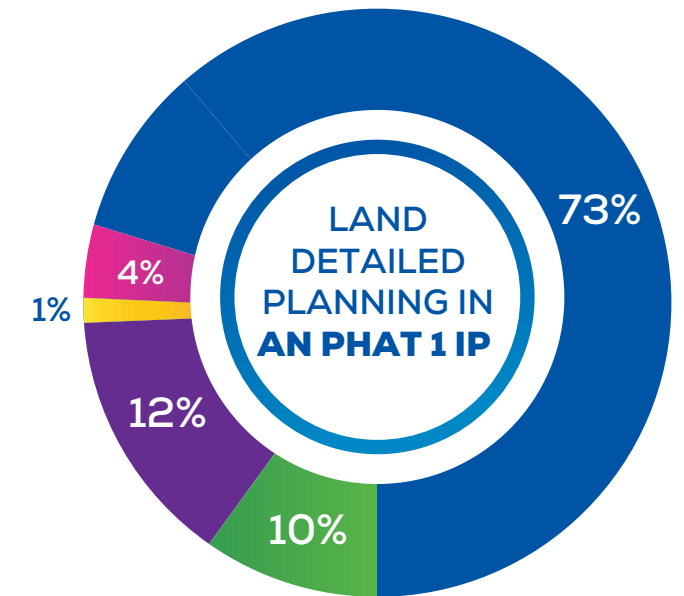 LAND
DETAILED
PLANNING IN
AN PHAT 1 IP
73%
4%
1%
12%
10%